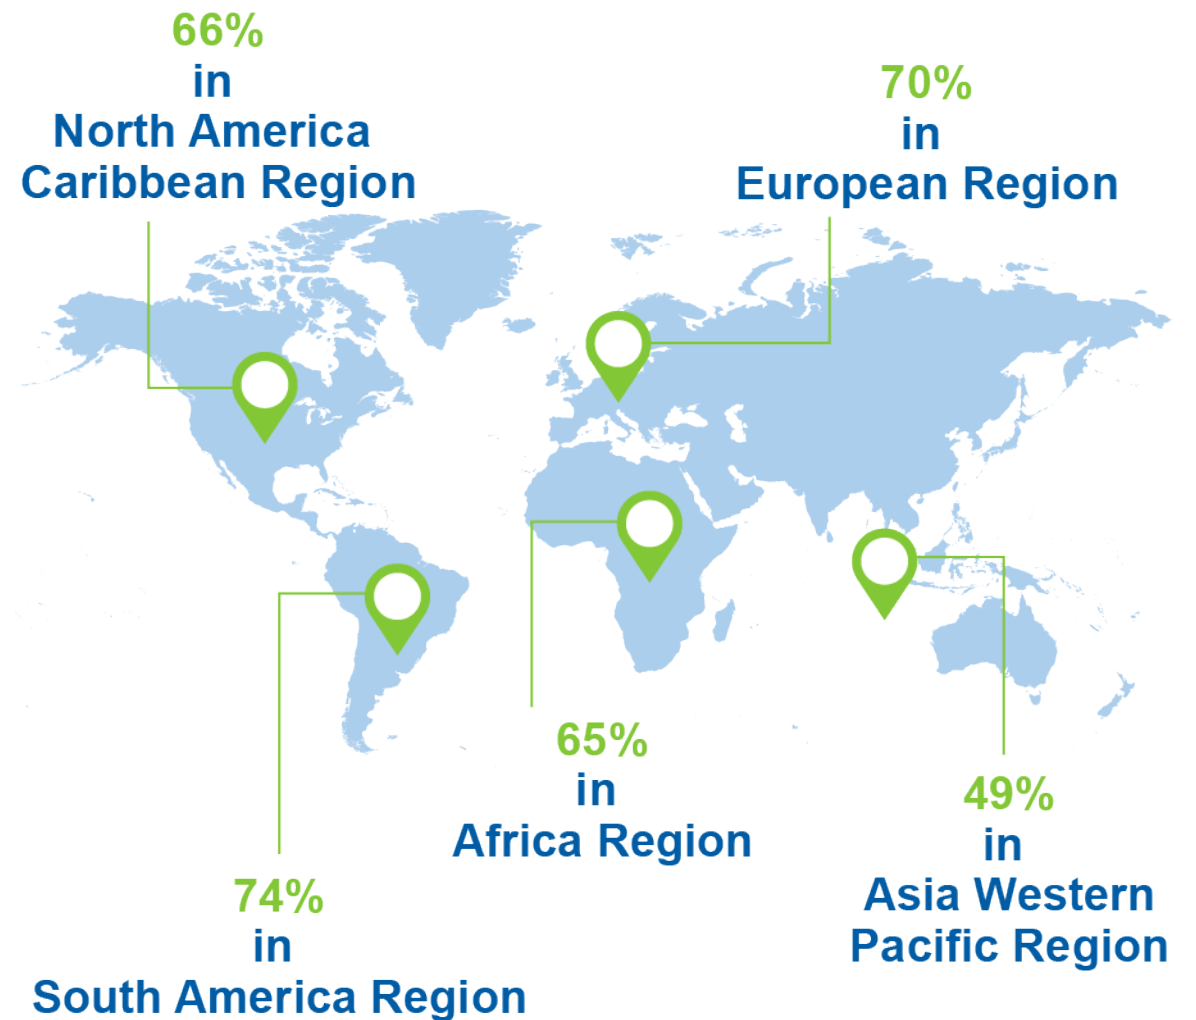 66%
in
North America
Caribbean Region
70%
in
European Region
65%
in
Africa Region
49%
in
Asia Western
Pacific Region
74%
in
South America Region